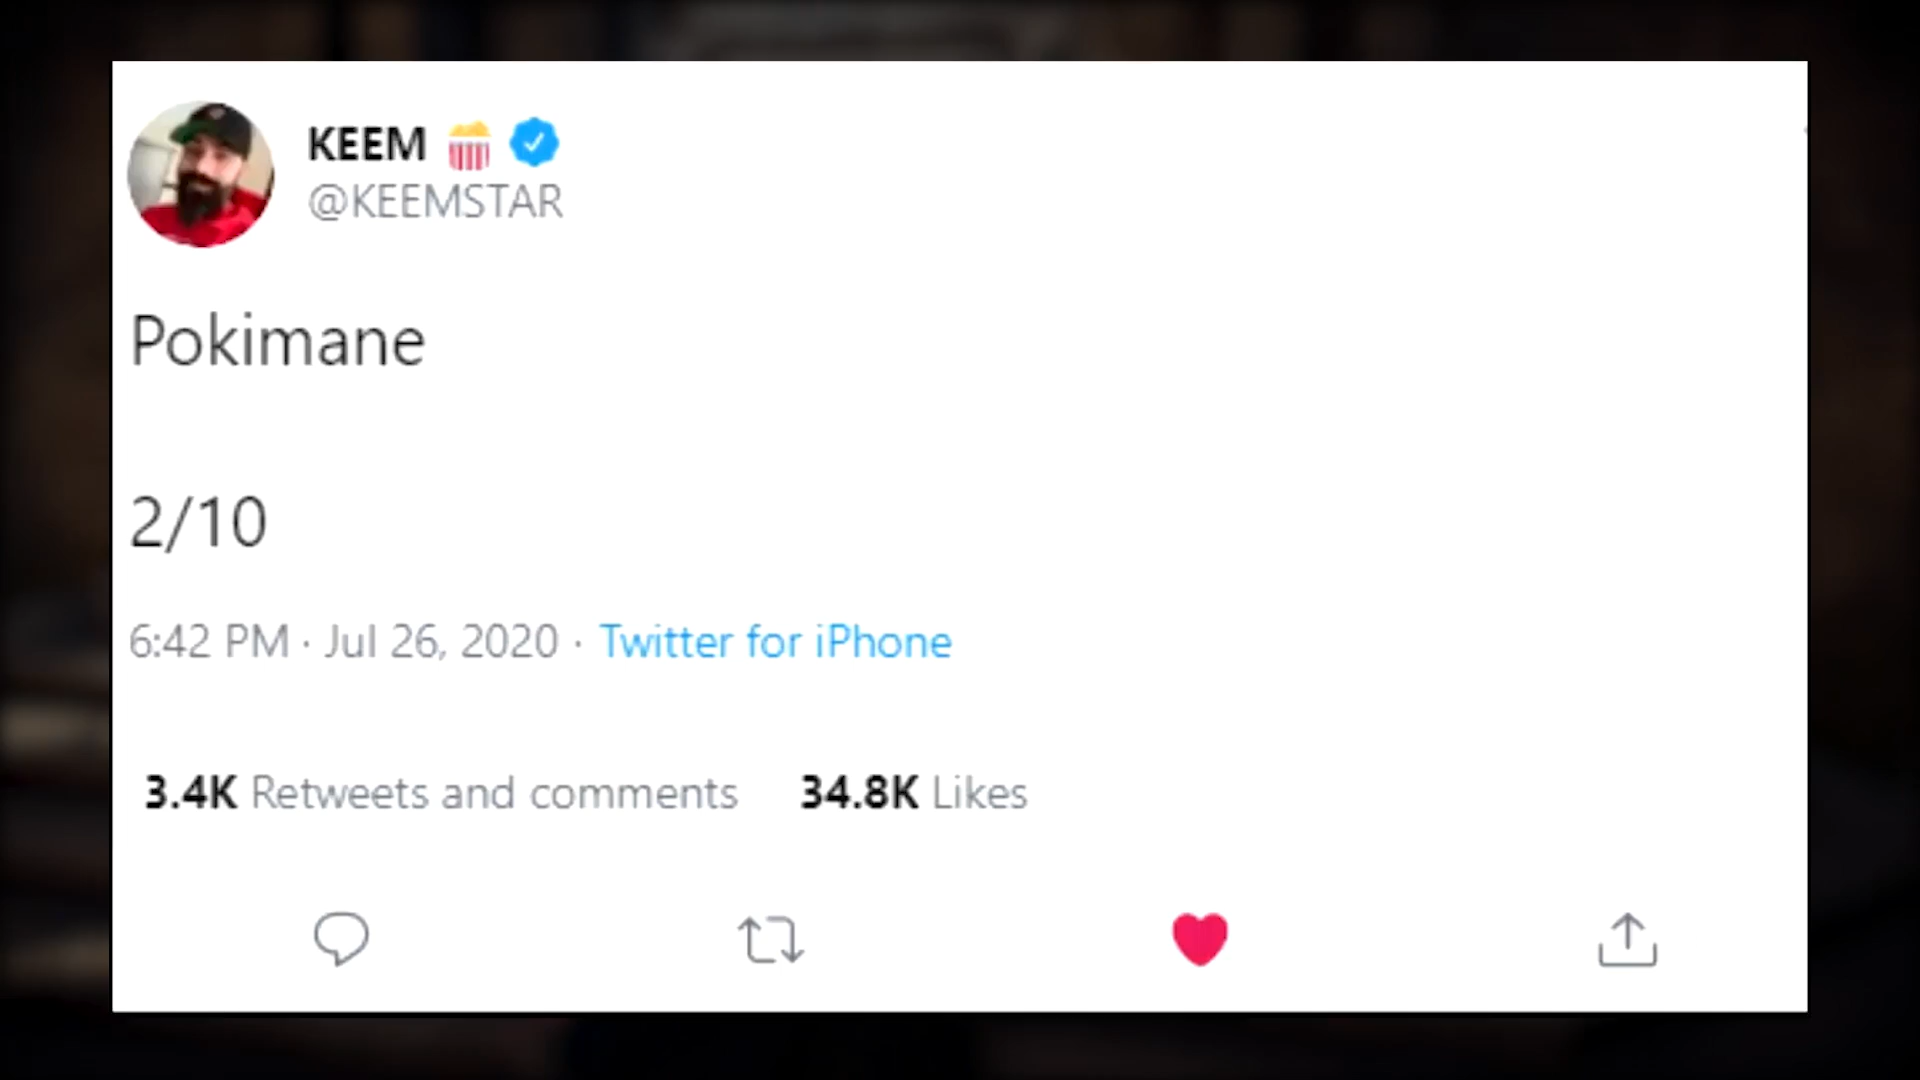 KEEM 🍿
@KEEMSTAR
Pokimane
2/10
6:42 PM · Jul 26, 2020 · Twitter for iPhone
3.4K Retweets and comments 34.8K Likes